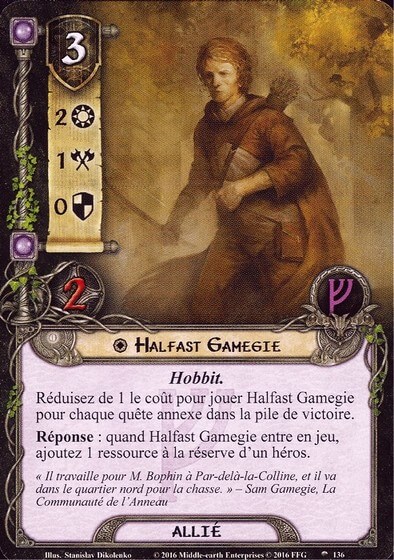 3
2
1
0
2
Halfast Gamegie
Hobbit.
Réduisez de 1 le coût pour jouer Halfast Gamegie
pour chaque quête annexe dans la pile de victoire.
Réponse : quand Halfast Gamegie entre en jeu,
ajoutez 1 ressource à la réserve d'un héros.
« Il travaille pour M. Bophin à Par-delà-la-Colline, et il va
dans le quartier nord pour la chasse. » – Sam Gamegie, La
Communauté de l'Anneau
ALLIÉ
Illus. Stanislav Dikolenko © 2016 Middle-earth Enterprises © 2016 FFG 136